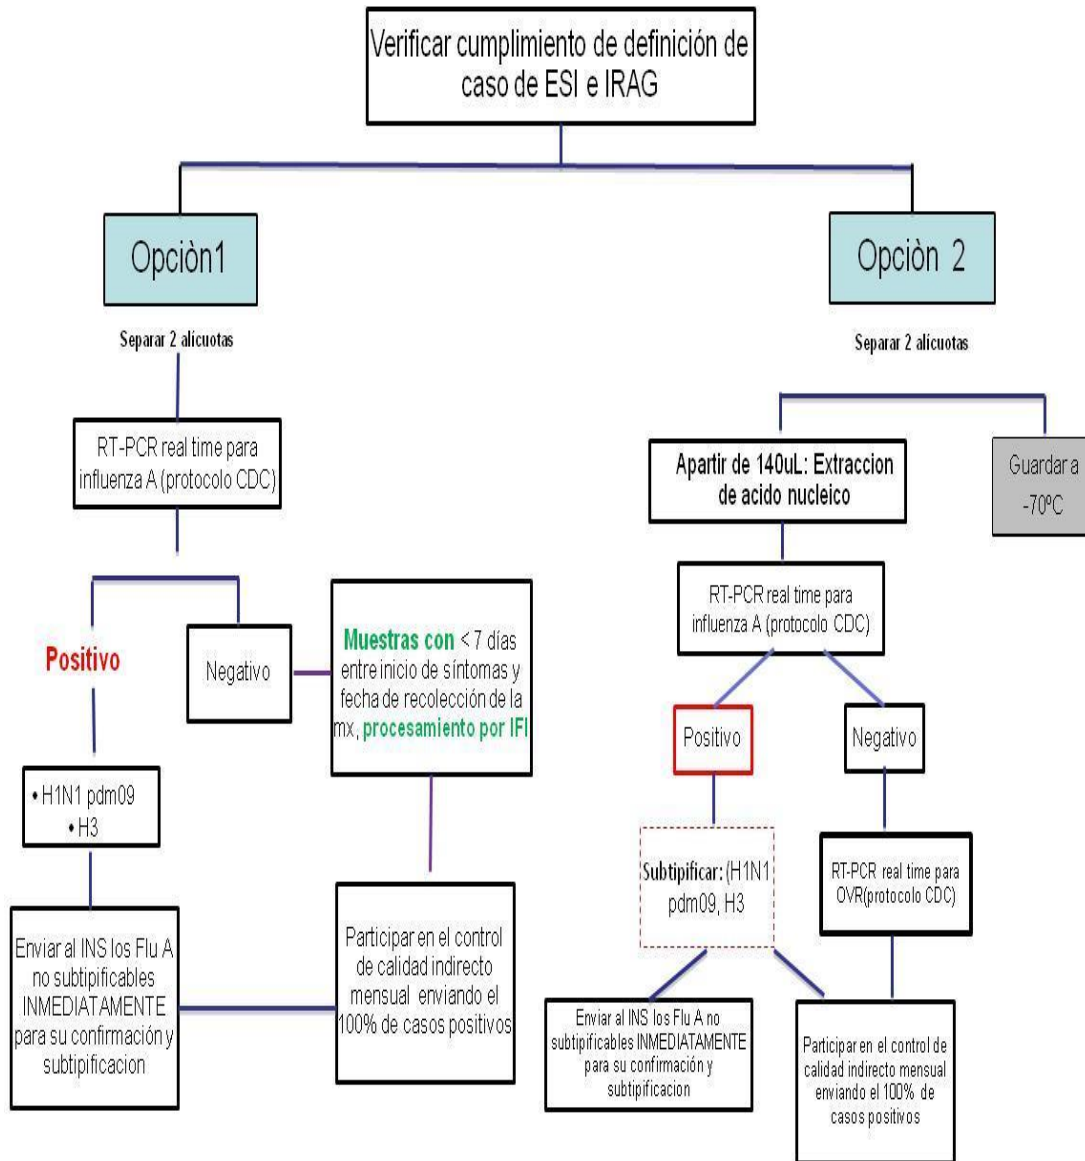 Verificar cumplimiento de definición de
caso de ESI e IRAG
Opciòn1
Separar 2 alícuotas
RT-PCR real time para
influenza A (protocolo CDC)
Positivo
Negativo
Muestras con < 7 días
entre inicio de síntomas y
fecha de recolección de la
mx, procesamiento por IFI
• H1N1 pdm09
• H3
Enviar al INS los Flu A
no subtipificables
INMEDIATAMENTE
para su confirmación y
subtipificacion
Participar en el control
de calidad indirecto
mensual enviando el
100% de casos positivos
Opciòn 2
Separar 2 alícuotas
Apartir de 140uL: Extraccion
de acido nucleico
Guardar a
-70ºC
RT-PCR real time para
influenza A (protocolo CDC)
Positivo
Negativo
Subtipificar: (H1N1
pdm09, H3
RT-PCR real time para
OVR(protocolo CDC)
Enviar al INS los Flu A no
subtipificables INMEDIATAMENTE
para su confirmación y
subtipificacion
Participar en el control de
calidad indirecto mensual
enviando el 100% de
casos positivos